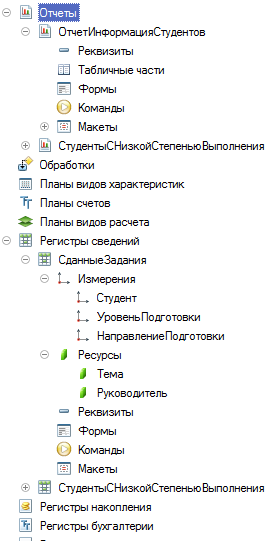 Отчеты
ОтчетИнформацияСтудентов
Реквизиты
Табличные части
Формы
Команды
Макеты
СтудентыСНизкойСтепеньюВыполнения
Обработки
Планы видов характеристик
Планы счетов
Планы видов расчета
Регистры сведений
СданныеЗадания
Измерения
Студент
УровеньПодготовки
НаправлениеПодготовки
Ресурсы
Тема
Руководитель
Реквизиты
Формы
Команды
Макеты
СтудентыСНизкойСтепеньюВыполнения
Регистры накопления
Регистры бухгалтерии